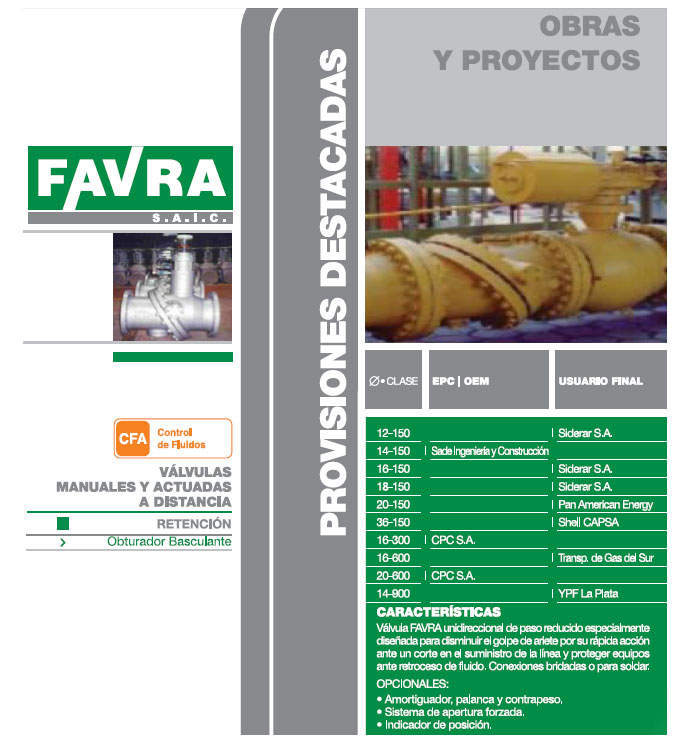 FAVRA
S.A.I.C.
CFA
Control
de Fluidos
VÁLVULAS
MANUALES Y ACTUADAS
A DISTANCIA
RETENCIÓN
> Obturador Basculante
PROVISIONES DESTACADAS
OBRAS
Y PROYECTOS
Ø•CLASE EPC | OEM USUARIO FINAL
12-150 | Siderar S.A.
14-150 | Sade Ingeniería y Construcción
16-150 | Siderar S.A.
18-150 | Siderar S.A.
20-150 | Pan American Energy
36-150 | Shell CAPSA
16-300 | CPC S.A.
16-600 | Transp. de Gas del Sur
20-600 | CPC S.A.
14-900 | YPF La Plata
CARACTERÍSTICAS
Válvula FAVRA unidireccional de paso reducido especialmente
diseñada para disminuir el golpe de ariete por su rápida acción
ante un corte en el suministro de la línea y proteger equipos
ante retroceso de fluido. Conexiones bridadas o para soldar.
OPCIONALES:
• Amortiguador, palanca y contrapeso.
• Sistema de apertura forzada.
• Indicador de posición.